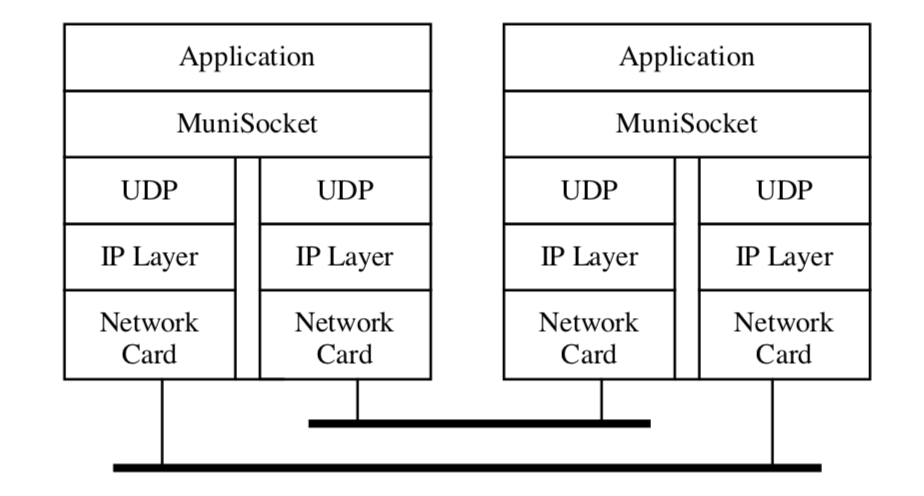 Application
MuniSocket
UDP
UDP
IP Layer
IP Layer
Network
Card
Network
Card
Application
MuniSocket
UDP
UDP
IP Layer
IP Layer
Network
Card
Network
Card